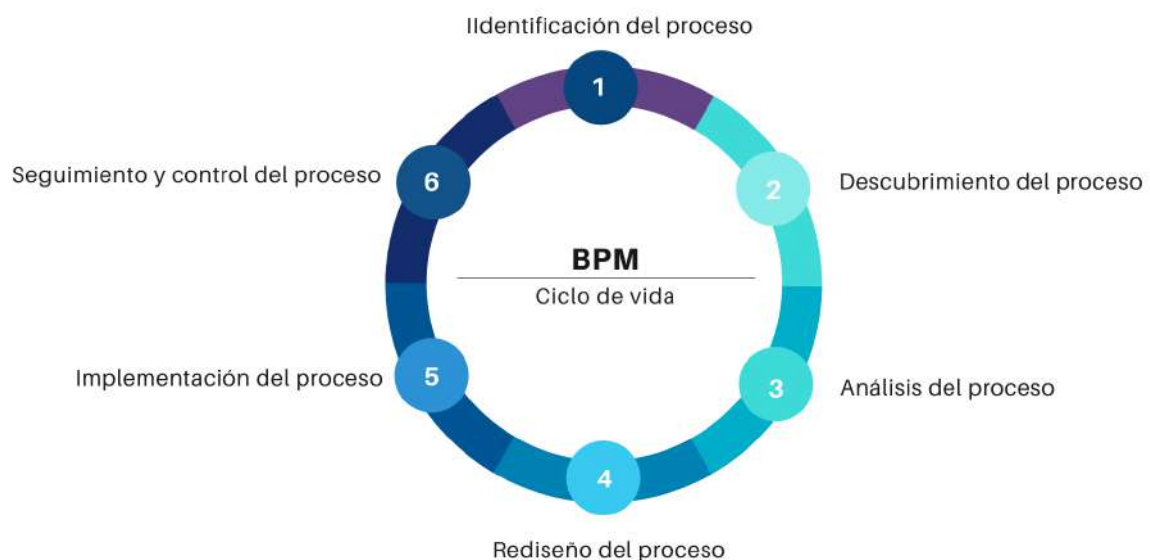 IIdentificación del proceso
1
6
Seguimiento y control del proceso
2
Descubrimiento del proceso
BPM
Ciclo de vida
5
Implementación del proceso
3
Análisis del proceso
4
Rediseño del proceso